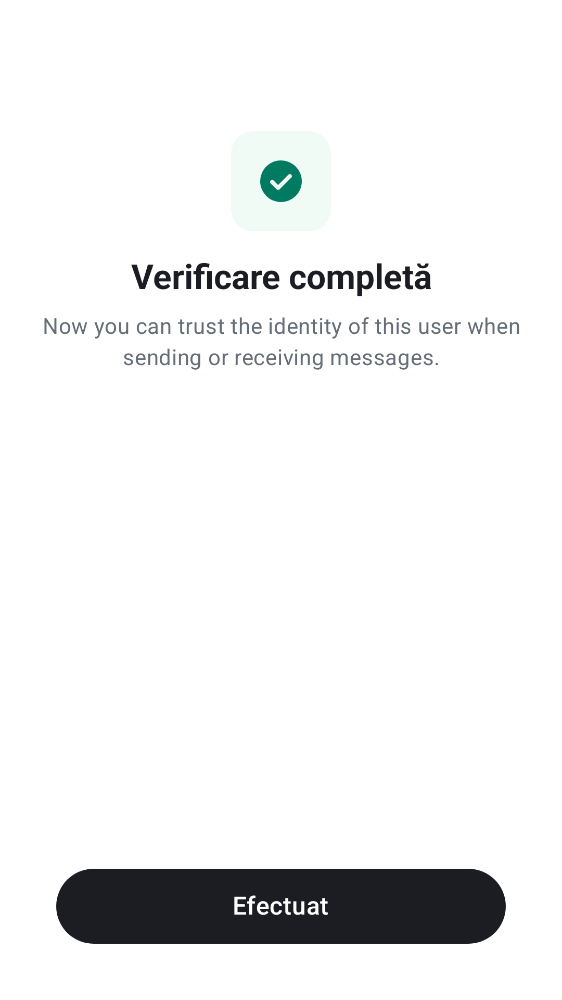 Verificare completă
Now you can trust the identity of this user when
sending or receiving messages.
Efectuat